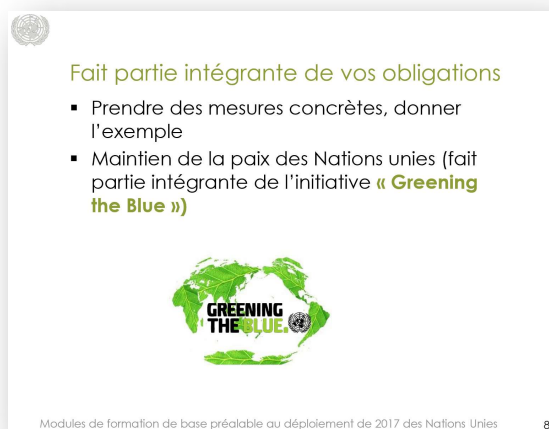 Fait partie intégrante de vos obligations
▪ Prendre des mesures concrètes, donner
l’exemple
▪ Maintien de la paix des Nations unies (fait
partie intégrante de l’initiative « Greening
the Blue »)
GREENING
THE BLUE.
Modules de formation de base préalable au déploiement de 2017 des Nations Unies 8